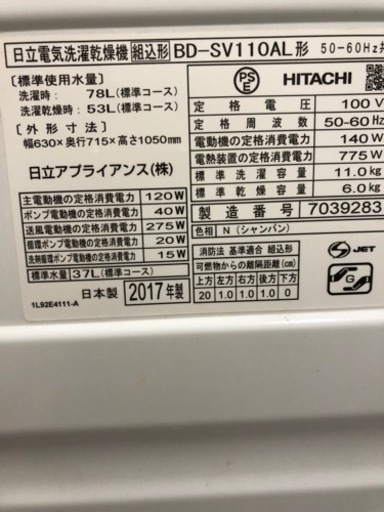 日立電気洗濯乾燥機 組込形 BD-SV110AL形 50-60Hz
〔標準使用水量〕
洗濯時: 78L(標準コース)
洗濯乾燥時: 53L(標準コース)
〔外形寸法〕
幅630×奥行715×高さ1050mm
日立アプライアンス(株)
主電動機の定格消費電力 120W
ポンプ電動機の定格消費電力 40W
送風電動機の定格消費電力 275W
循環ポンプ電動機の定格消費電力 20W
洗剤循環ポンプ電動機の定格消費電力 15W
標準水量 37L(標準コース)
日本製 2017年製
1L92E4111-A
PSE HITACHI
定格電圧 100V
定格周波数 50-60Hz
電動機の定格消費電力 140W
電熱装置の定格消費電力 775W
標準洗濯容量 11.0kg
標準乾燥容量 6.0kg
製造番号 7039283
色相 N (シャンパン)
消防法 基準適合 組込形
可燃物からの離隔距離(cm)
上方 左方 右方 前方 後方 下方
20 1.0 1.0 0 1.0 0
S JET